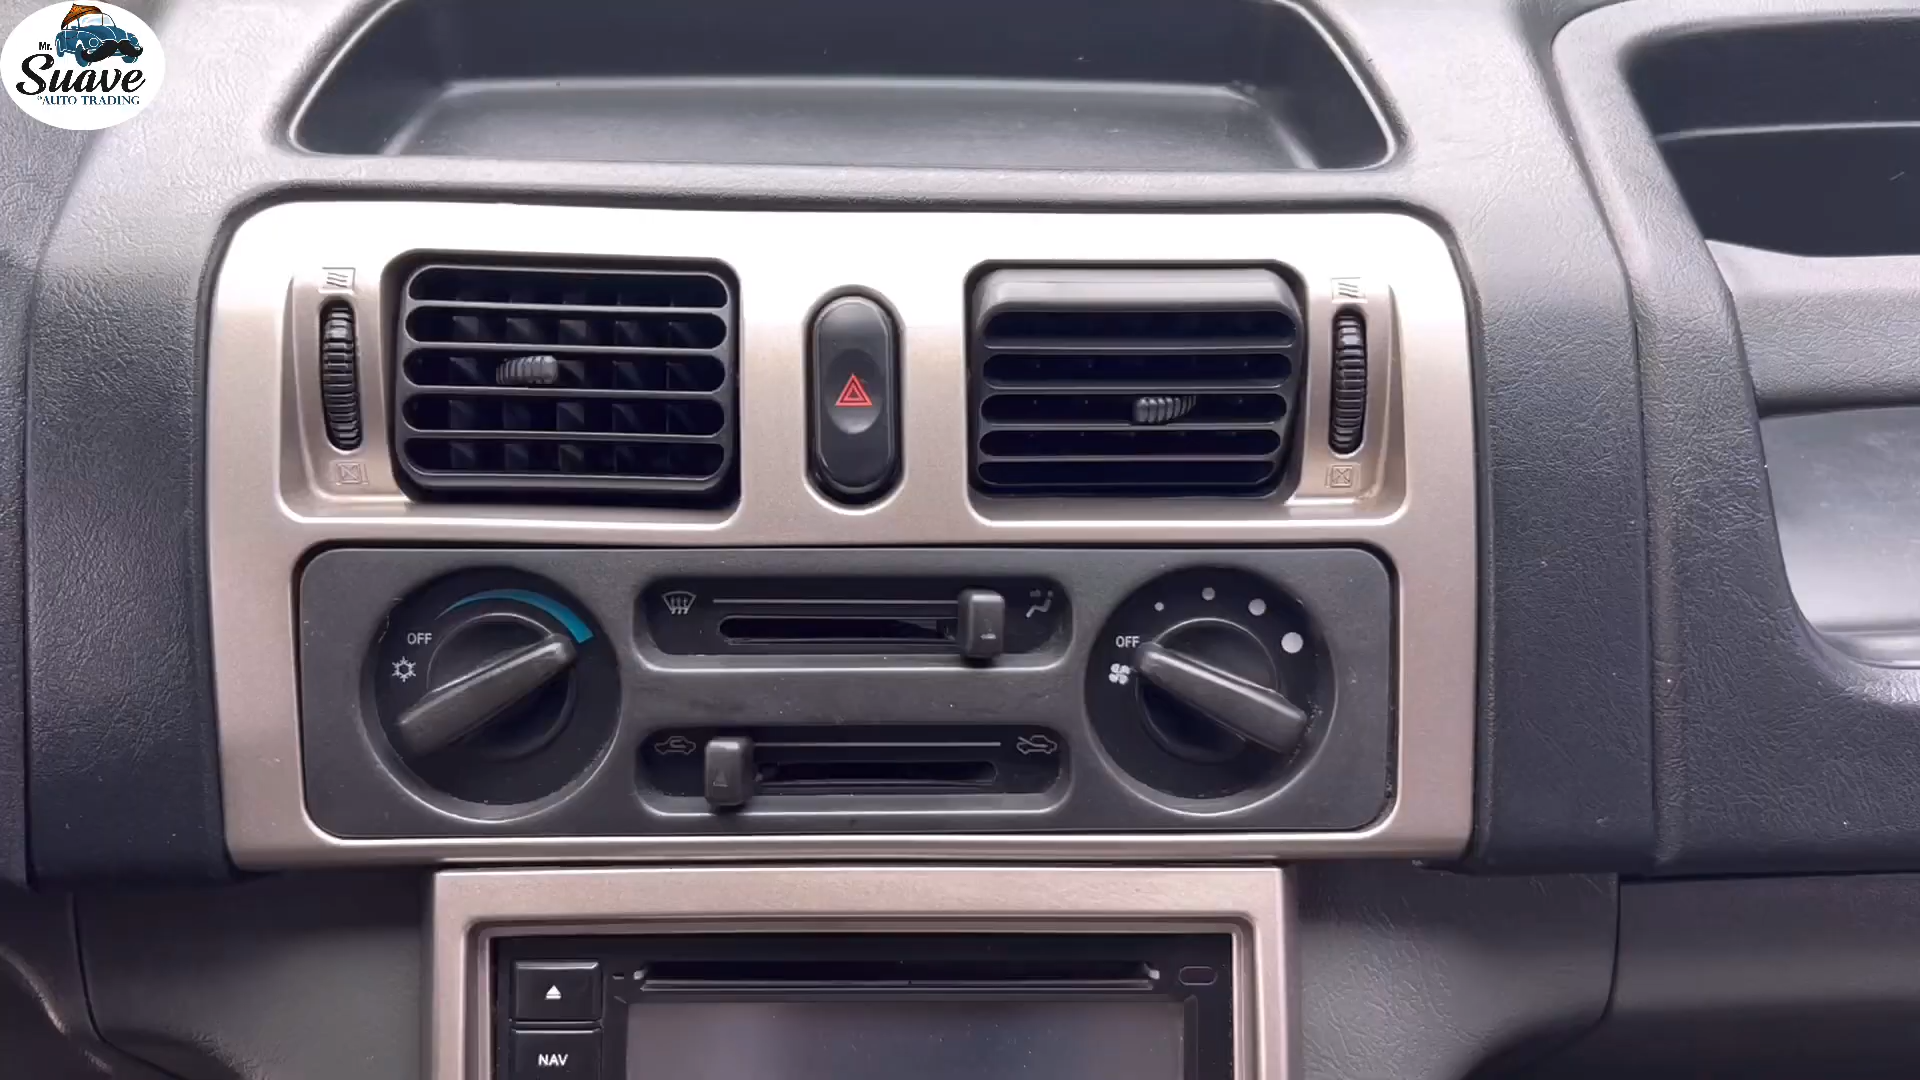 Mr.
Suave
AUTO TRADING
OFF
OFF
NAV